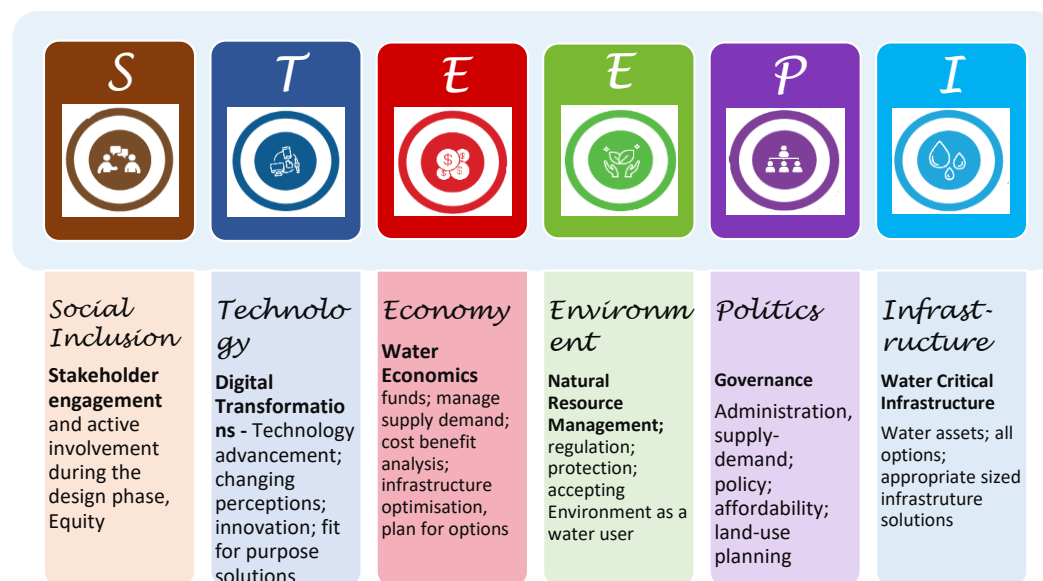 S
T
E
E
P
I
Social
Inclusion
Stakeholder
engagement
and active
involvement
during the
design phase,
Equity
Technolo
gy
Digital
Transformatio
ns - Technology
advancement;
changing
perceptions;
innovation; fit
for purpose
solutions
Economy
Water
Economics
funds; manage
supply demand;
cost benefit
analysis;
infrastructure
optimisation,
plan for options
Environm
ent
Natural
Resource
Management;
regulation;
protection;
accepting
Environment as a
water user
Politics
Governance
Administration,
supply-
demand;
policy;
affordability;
land-use
planning
Infrast-
ructure
Water Critical
Infrastructure
Water assets; all
options;
appropriate sized
infrastruture
solutions